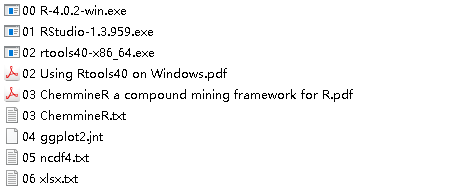 00 R-4.0.2-win.exe
01 RStudio-1.3.959.exe
02 rtools40-x86_64.exe
02 Using Rtools40 on Windows.pdf
03 ChemmineR a compound mining framework for R.pdf
03 ChemmineR.txt
04 ggplot2.jnt
05 ncdf4.txt
06 xlsx.txt